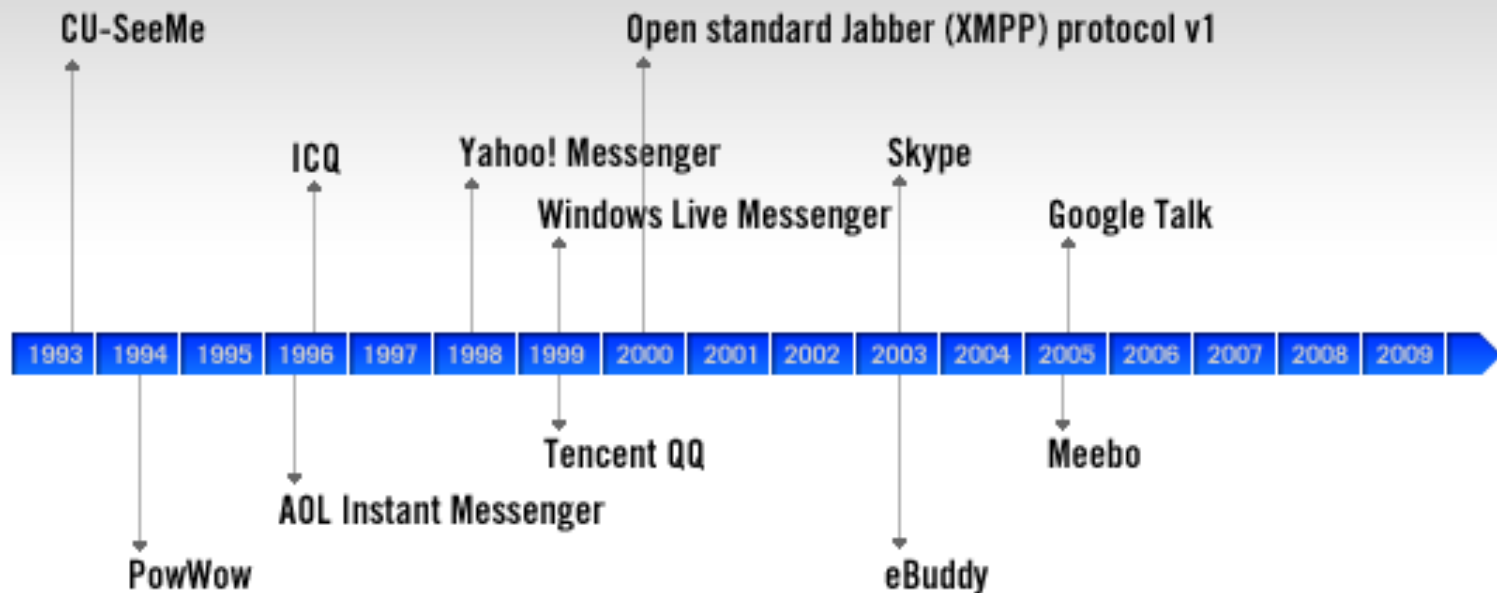 CU-SeeMe
Open standard Jabber (XMPP) protocol v1
ICQ
Yahoo! Messenger
Skype
Windows Live Messenger
Google Talk
1993 1994 1995 1996 1997 1998 1999 2000 2001 2002 2003 2004 2005 2006 2007 2008 2009
Tencent QQ
Meebo
AOL Instant Messenger
PowWow
eBuddy